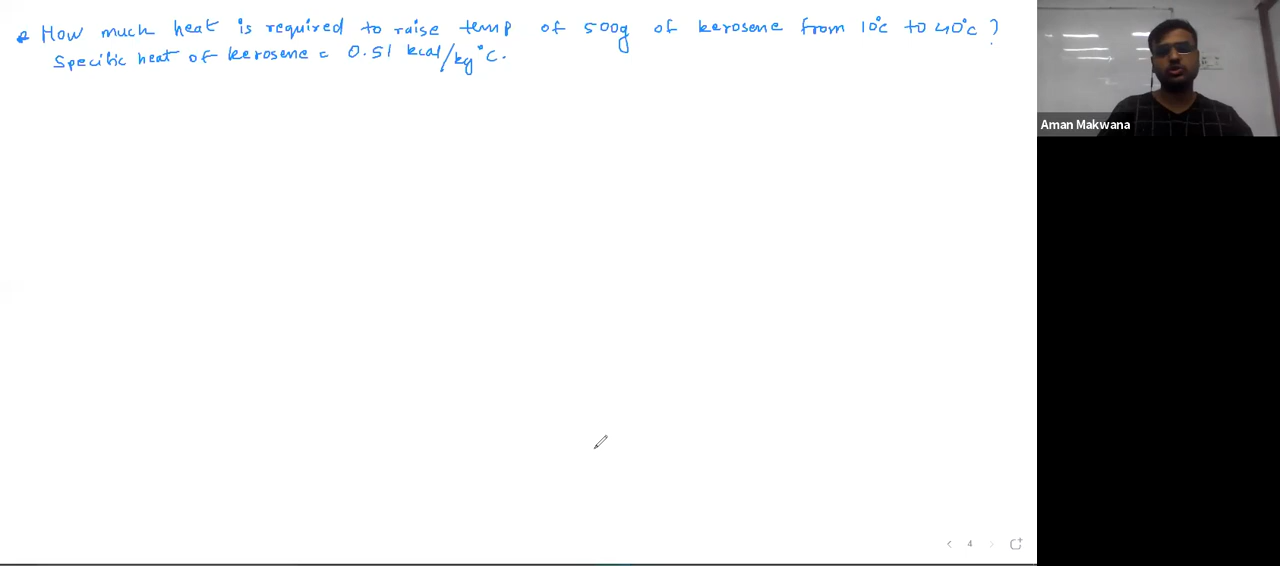 How much heat is required to raise temp of 500g of kerosene from 10°c to 40°c ?
Specific heat of kerosene = 0.51 kcal/kg°C.
Aman Makwana
4